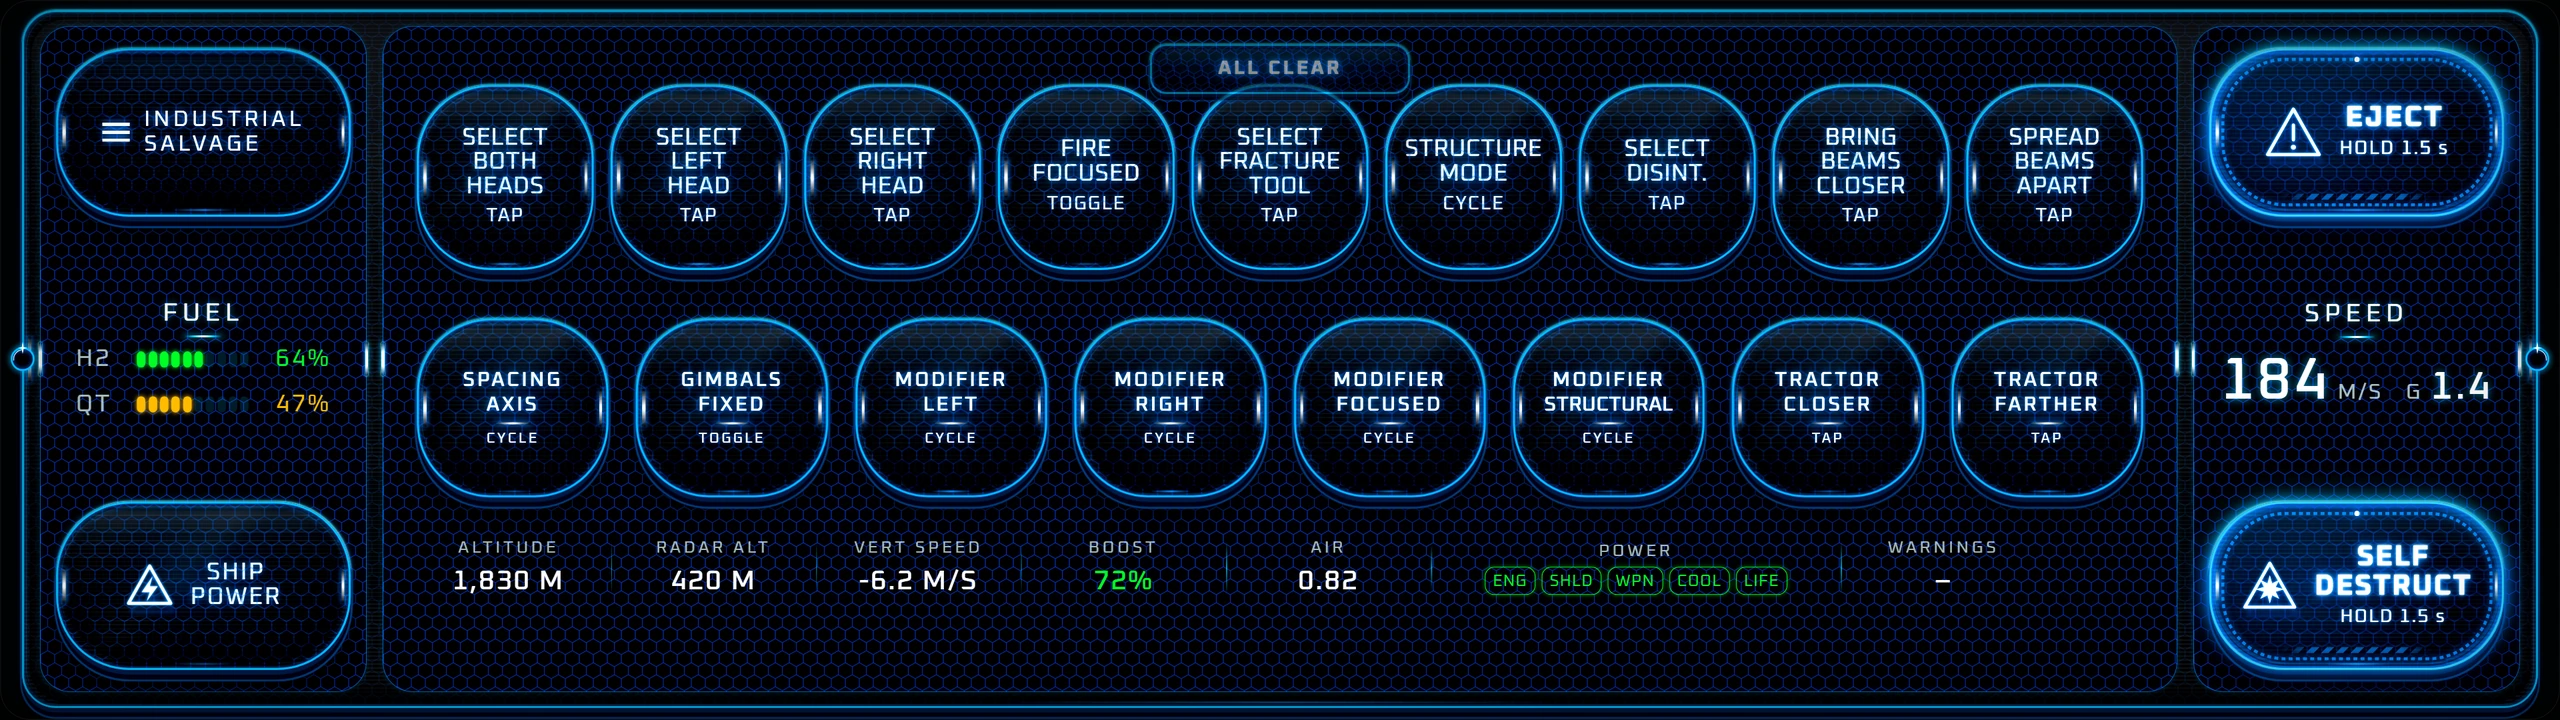 ALL CLEAR
INDUSTRIAL
SALVAGE
FUEL
H2 64%
QT 47%
SHIP
POWER
SELECT
BOTH
HEADS
TAP
SELECT
LEFT
HEAD
TAP
SELECT
RIGHT
HEAD
TAP
FIRE
FOCUSED
TOGGLE
SELECT
FRACTURE
TOOL
TAP
STRUCTURE
MODE
CYCLE
SELECT
DISINT.
TAP
BRING
BEAMS
CLOSER
TAP
SPREAD
BEAMS
APART
TAP
SPACING
AXIS
CYCLE
GIMBALS
FIXED
TOGGLE
MODIFIER
LEFT
CYCLE
MODIFIER
RIGHT
CYCLE
MODIFIER
FOCUSED
CYCLE
MODIFIER
STRUCTURAL
CYCLE
TRACTOR
CLOSER
TAP
TRACTOR
FARTHER
TAP
ALTITUDE
1,830 M
RADAR ALT
420 M
VERT SPEED
-6.2 M/S
BOOST
72%
AIR
0.82
POWER
ENG SHLD WPN COOL LIFE
WARNINGS
–
EJECT
HOLD 1.5 s
SPEED
184 M/S G 1.4
SELF
DESTRUCT
HOLD 1.5 s